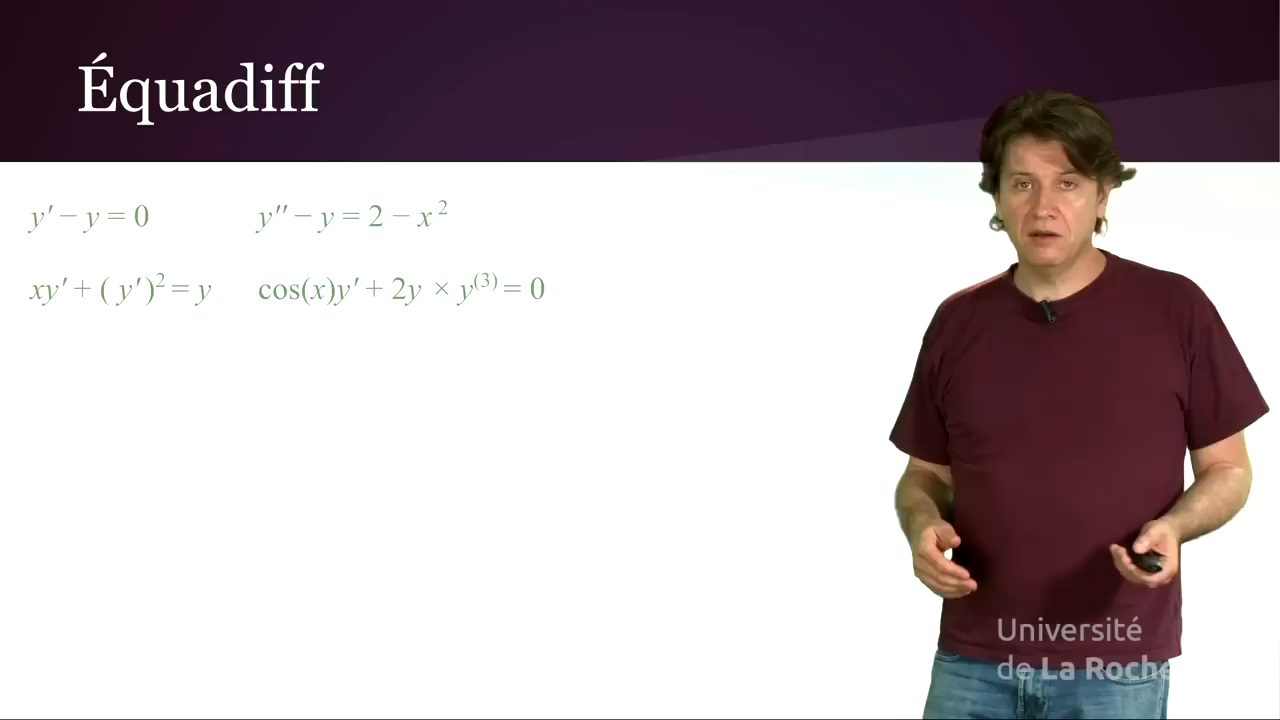 Équadiff
y′ − y = 0 y″ − y = 2 − x²
xy′ + ( y′ )² = y cos(x)y′ + 2y × y⁽³⁾ = 0
Université
de La Roche